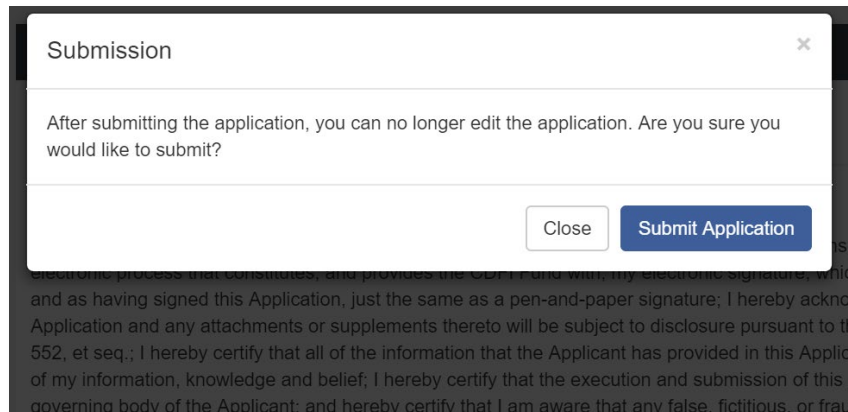 Submission
×
After submitting the application, you can no longer edit the application. Are you sure you
would like to submit?
Close
Submit Application
electronic process that constitutes, and provides the CDFI Fund with, my electronic signature,
and as having signed this Application, just the same as a pen-and-paper signature; I hereby
Application and any attachments or supplements thereto will be subject to disclosure pursuant to
552, et seq.; I hereby certify that all of the information that the Applicant has provided in this
of my information, knowledge and belief; I hereby certify that the execution and submission of this
governing body of the Applicant; and hereby certify that I am aware that any false, fictitious, or